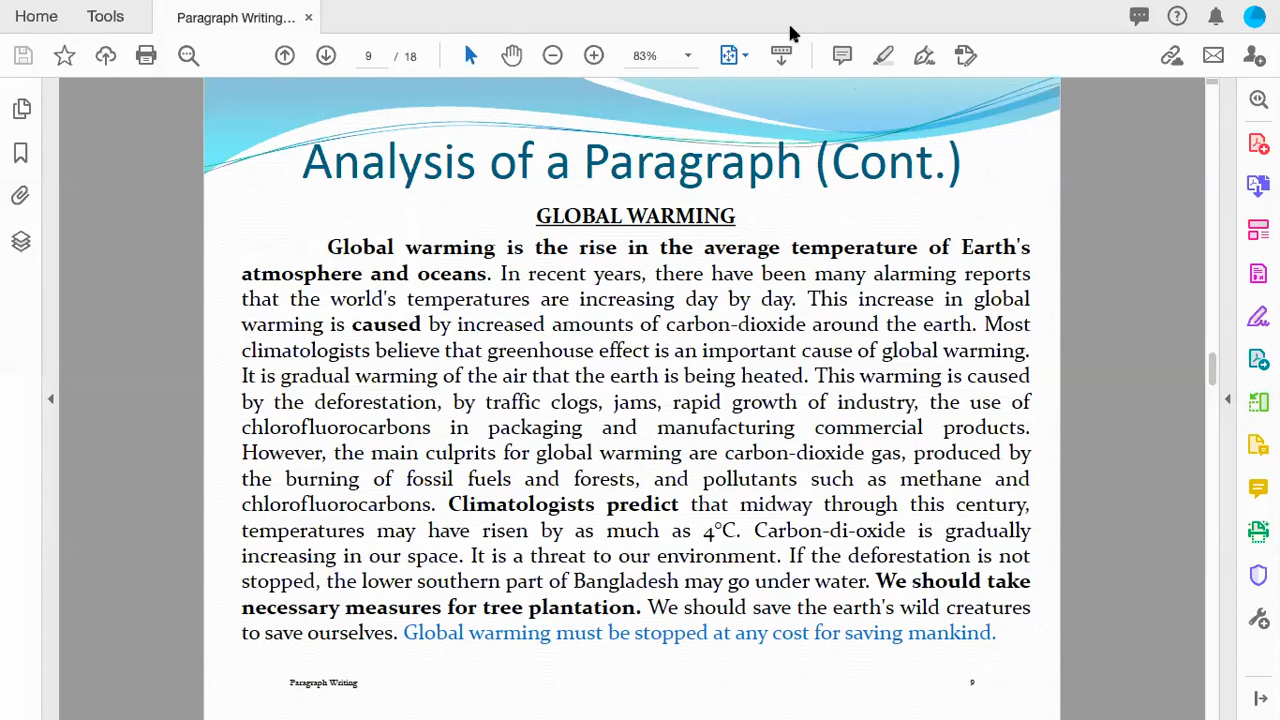 Home Tools Paragraph Writing... ×
9 / 18 83%
Analysis of a Paragraph (Cont.)
GLOBAL WARMING
Global warming is the rise in the average temperature of Earth's
atmosphere and oceans. In recent years, there have been many alarming reports
that the world's temperatures are increasing day by day. This increase in global
warming is caused by increased amounts of carbon-dioxide around the earth. Most
climatologists believe that greenhouse effect is an important cause of global warming.
It is gradual warming of the air that the earth is being heated. This warming is caused
by the deforestation, by traffic clogs, jams, rapid growth of industry, the use of
chlorofluorocarbons in packaging and manufacturing commercial products.
However, the main culprits for global warming are carbon-dioxide gas, produced by
the burning of fossil fuels and forests, and pollutants such as methane and
chlorofluorocarbons. Climatologists predict that midway through this century,
temperatures may have risen by as much as 4°C. Carbon-di-oxide is gradually
increasing in our space. It is a threat to our environment. If the deforestation is not
stopped, the lower southern part of Bangladesh may go under water. We should take
necessary measures for tree plantation. We should save the earth's wild creatures
to save ourselves. Global warming must be stopped at any cost for saving mankind.
Paragraph Writing 9